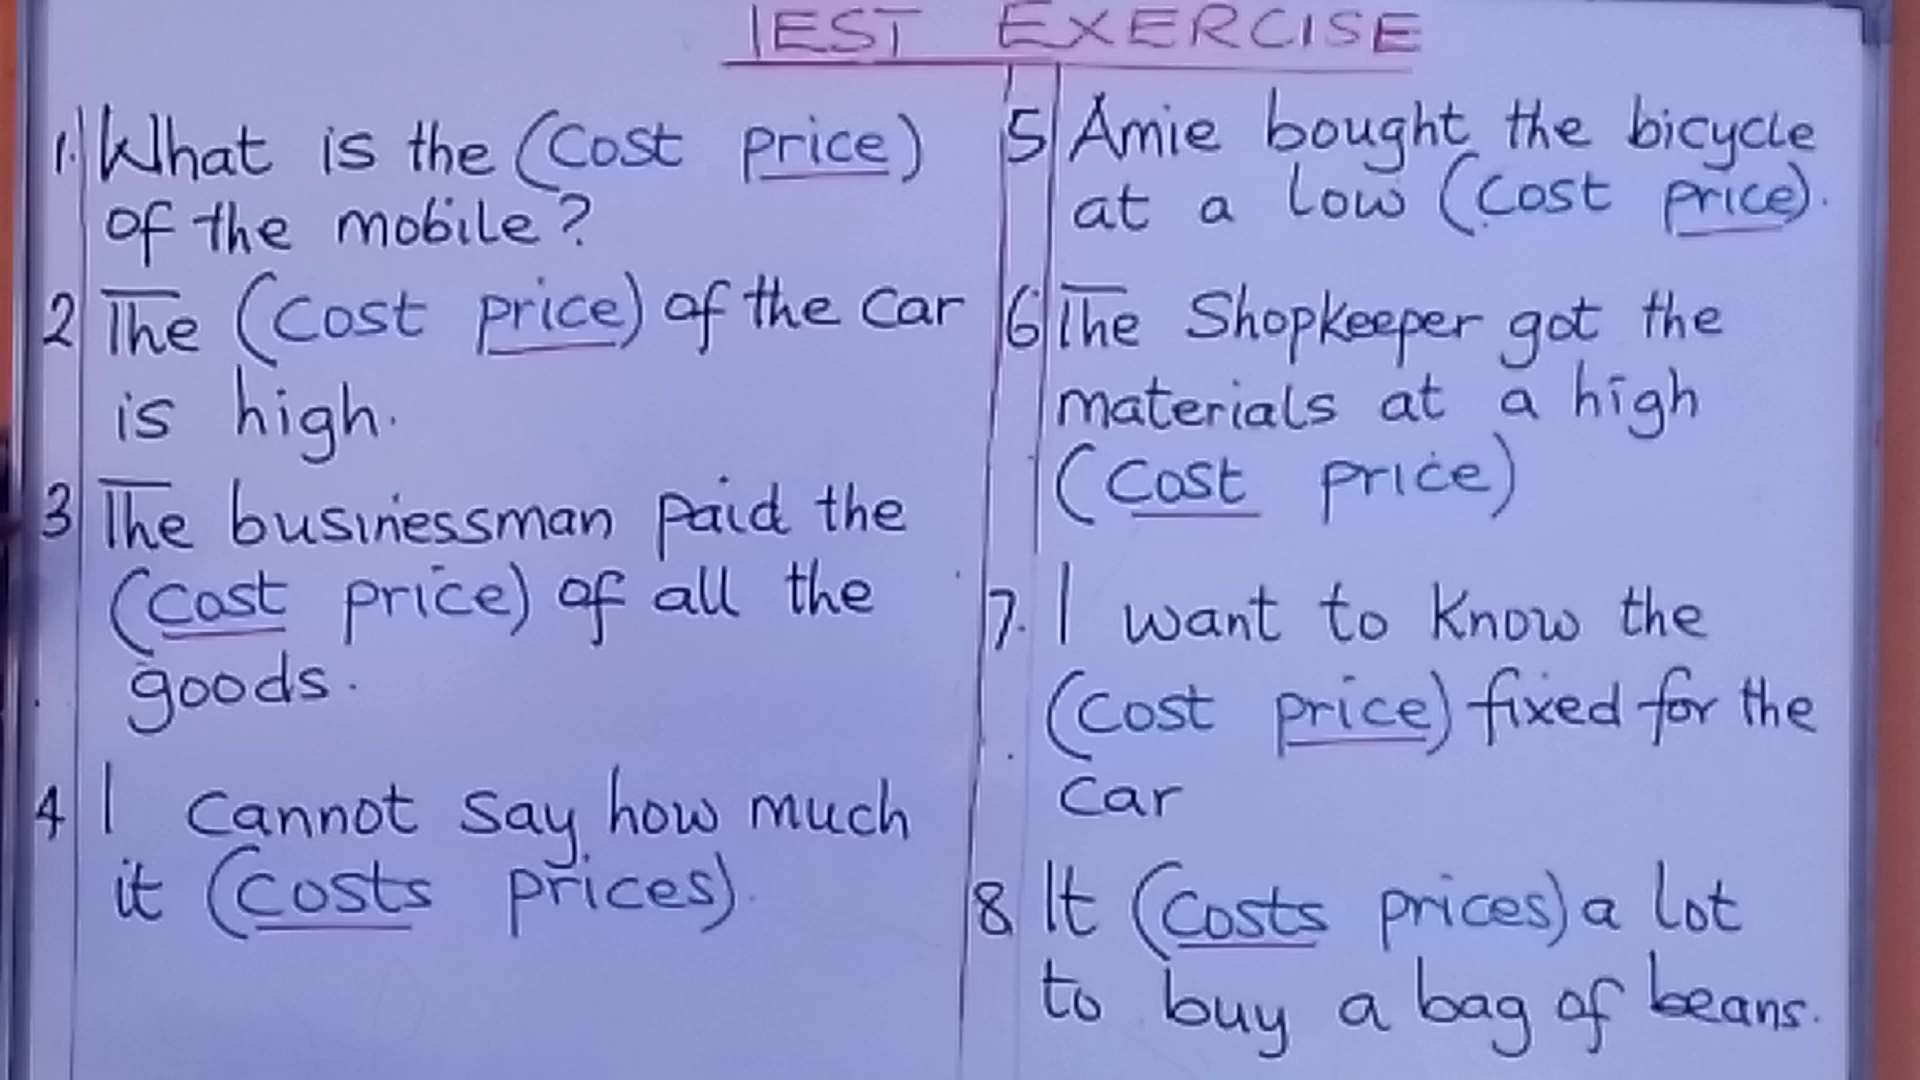 TEST EXERCISE
1. What is the (Cost price)
of the mobile?
2 The (Cost price) of the car
is high.
3 The businessman paid the
(Cost price) of all the
goods.
4 I cannot say how much
it (Costs prices).
5 Amie bought the bicycle
at a low (Cost price).
6 The Shopkeeper got the
materials at a high
(Cost price)
7. I want to know the
(Cost price) fixed for the
Car
8 It (Costs prices) a lot
to buy a bag of beans.